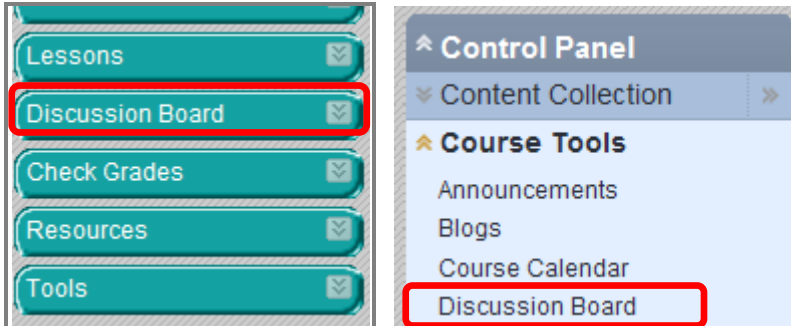 Lessons
Discussion Board
Check Grades
Resources
Tools
Control Panel
Content Collection
Course Tools
Announcements
Blogs
Course Calendar
Discussion Board